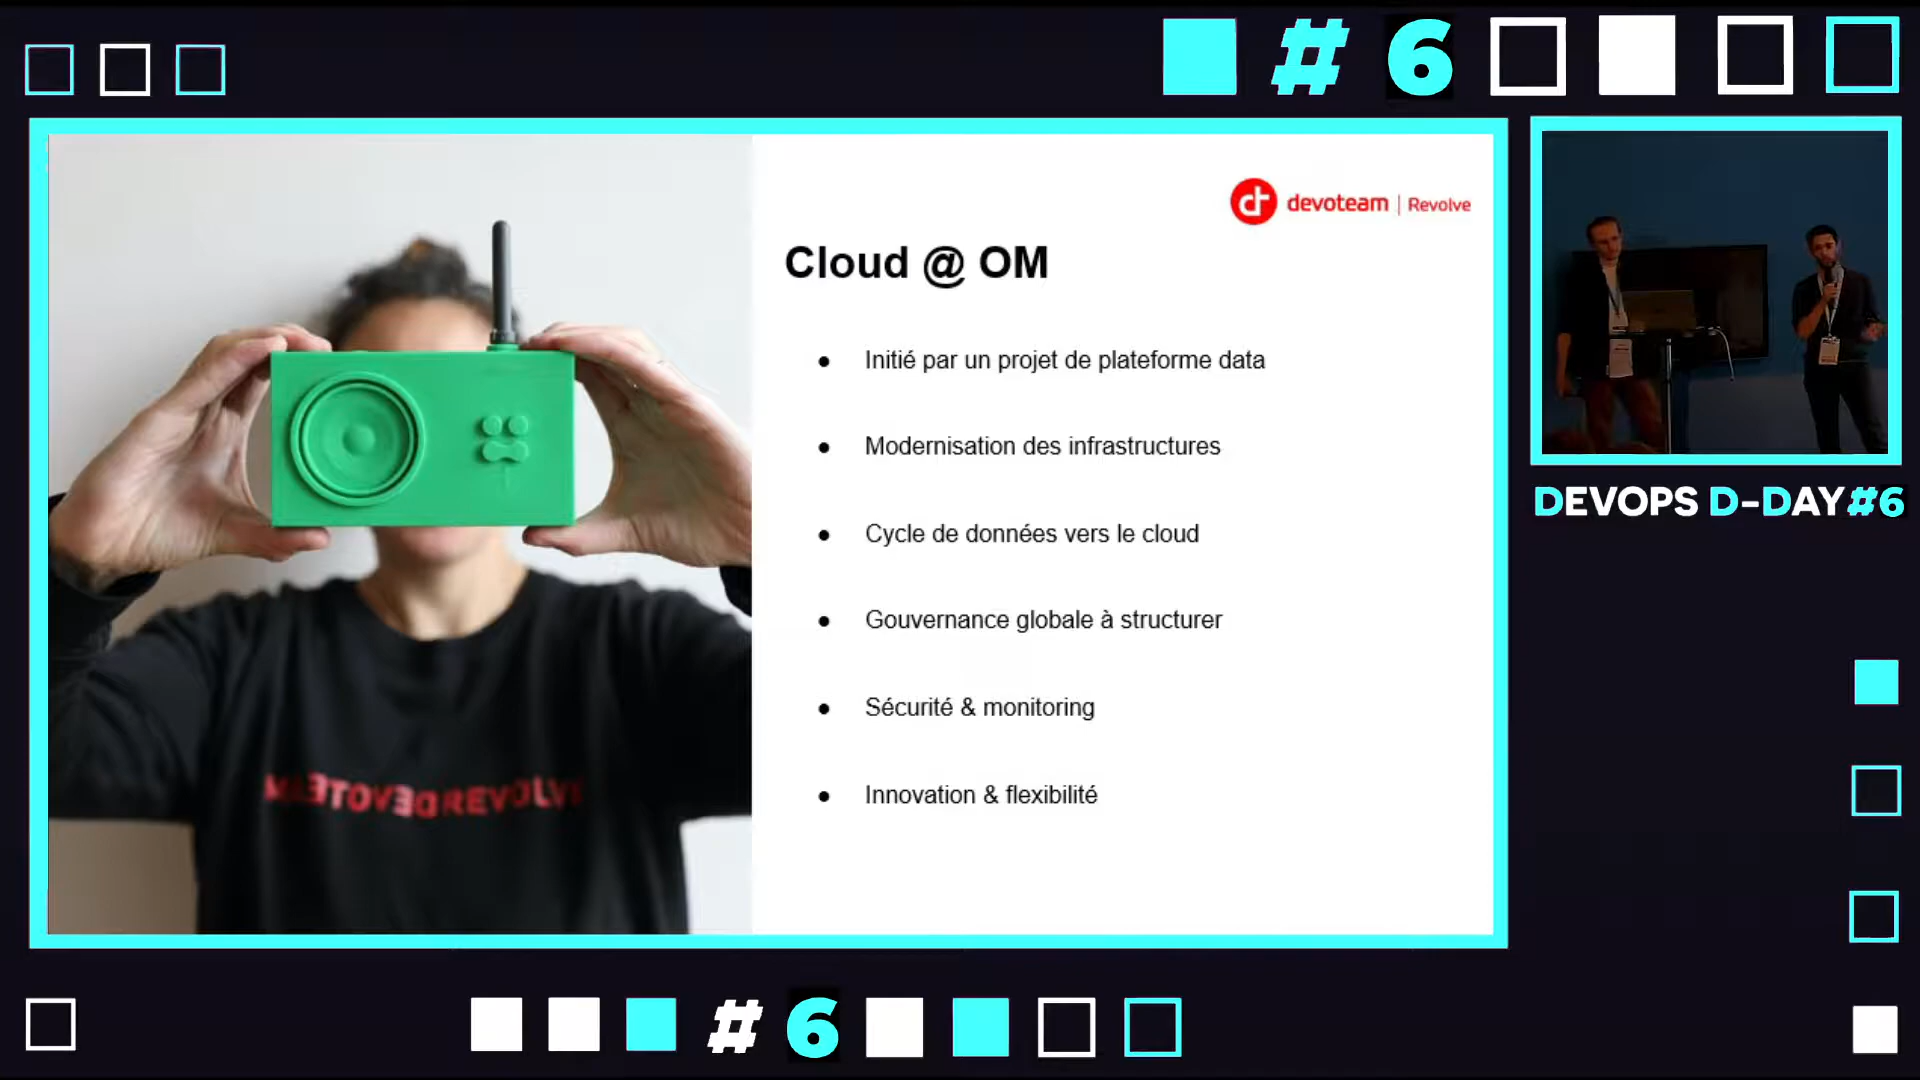 # 6
devoteam | Revolve
Cloud @ OM
● Initié par un projet de plateforme data
● Modernisation des infrastructures
● Cycle de données vers le cloud
● Gouvernance globale à structurer
● Sécurité & monitoring
● Innovation & flexibilité
DEVOPS D-DAY #6
# 6